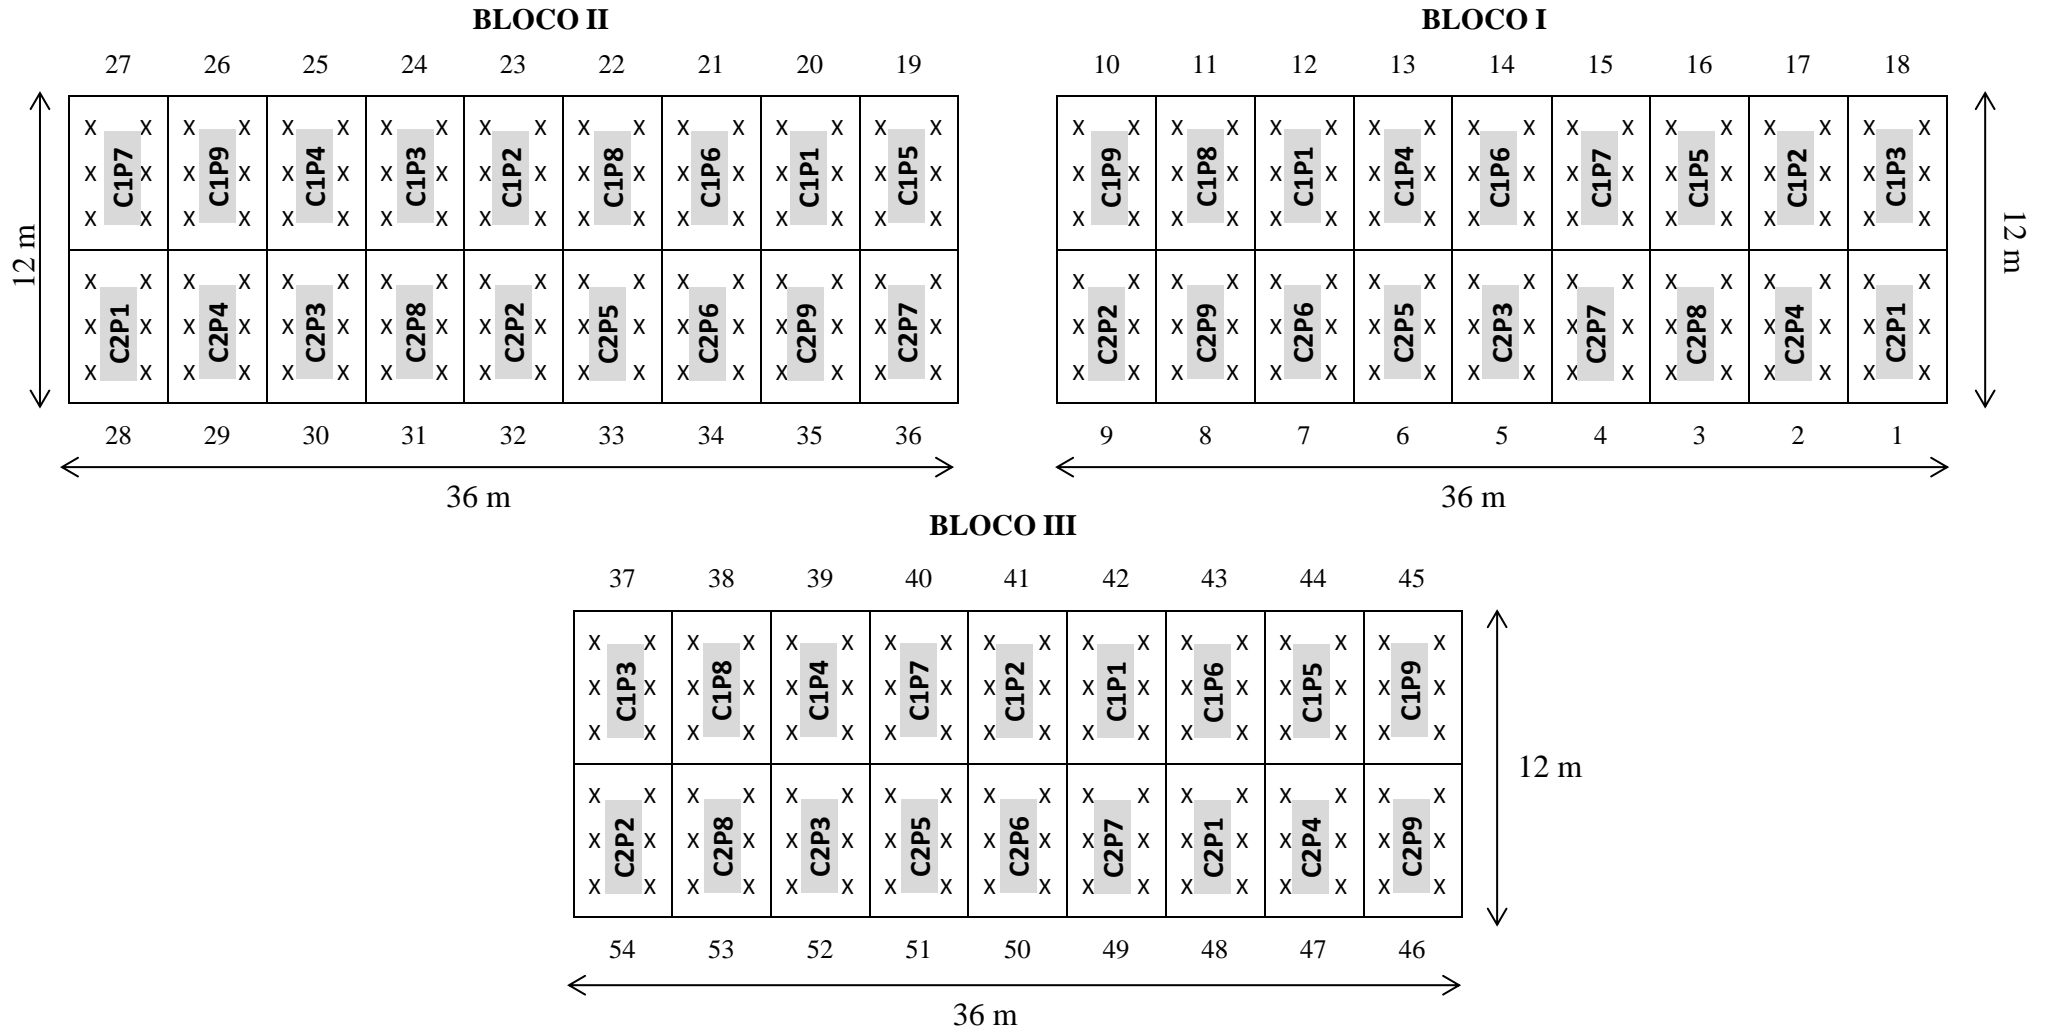 BLOCO II
BLOCO I
27 26 25 24 23 22 21 20 19
10 11 12 13 14 15 16 17 18
X X X X X X X X X X X X X X X X X X
X X X X X X X X X X X X X X X X X X
X X X X X X X X X X X X X X X X X X
C1P7 C1P9 C1P4 C1P3 C1P2 C1P8 C1P6 C1P1 C1P5
X X X X X X X X X X X X X X X X X X
X X X X X X X X X X X X X X X X X X
X X X X X X X X X X X X X X X X X X
C1P9 C1P8 C1P1 C1P4 C1P6 C1P7 C1P5 C1P2 C1P3
12 m
12 m
X X X X X X X X X X X X X X X X X X
X X X X X X X X X X X X X X X X X X
X X X X X X X X X X X X X X X X X X
C2P1 C2P4 C2P3 C2P8 C2P2 C2P5 C2P6 C2P9 C2P7
X X X X X X X X X X X X X X X X X X
X X X X X X X X X X X X X X X X X X
X X X X X X X X X X X X X X X X X X
C2P2 C2P9 C2P6 C2P5 C2P3 C2P7 C2P8 C2P4 C2P1
28 29 30 31 32 33 34 35 36
9 8 7 6 5 4 3 2 1
36 m
36 m
BLOCO III
37 38 39 40 41 42 43 44 45
X X X X X X X X X X X X X X X X X X
X X X X X X X X X X X X X X X X X X
X X X X X X X X X X X X X X X X X X
C1P3 C1P8 C1P4 C1P7 C1P2 C1P1 C1P6 C1P5 C1P9
12 m
X X X X X X X X X X X X X X X X X X
X X X X X X X X X X X X X X X X X X
X X X X X X X X X X X X X X X X X X
C2P2 C2P8 C2P3 C2P5 C2P6 C2P7 C2P1 C2P4 C2P9
54 53 52 51 50 49 48 47 46
36 m